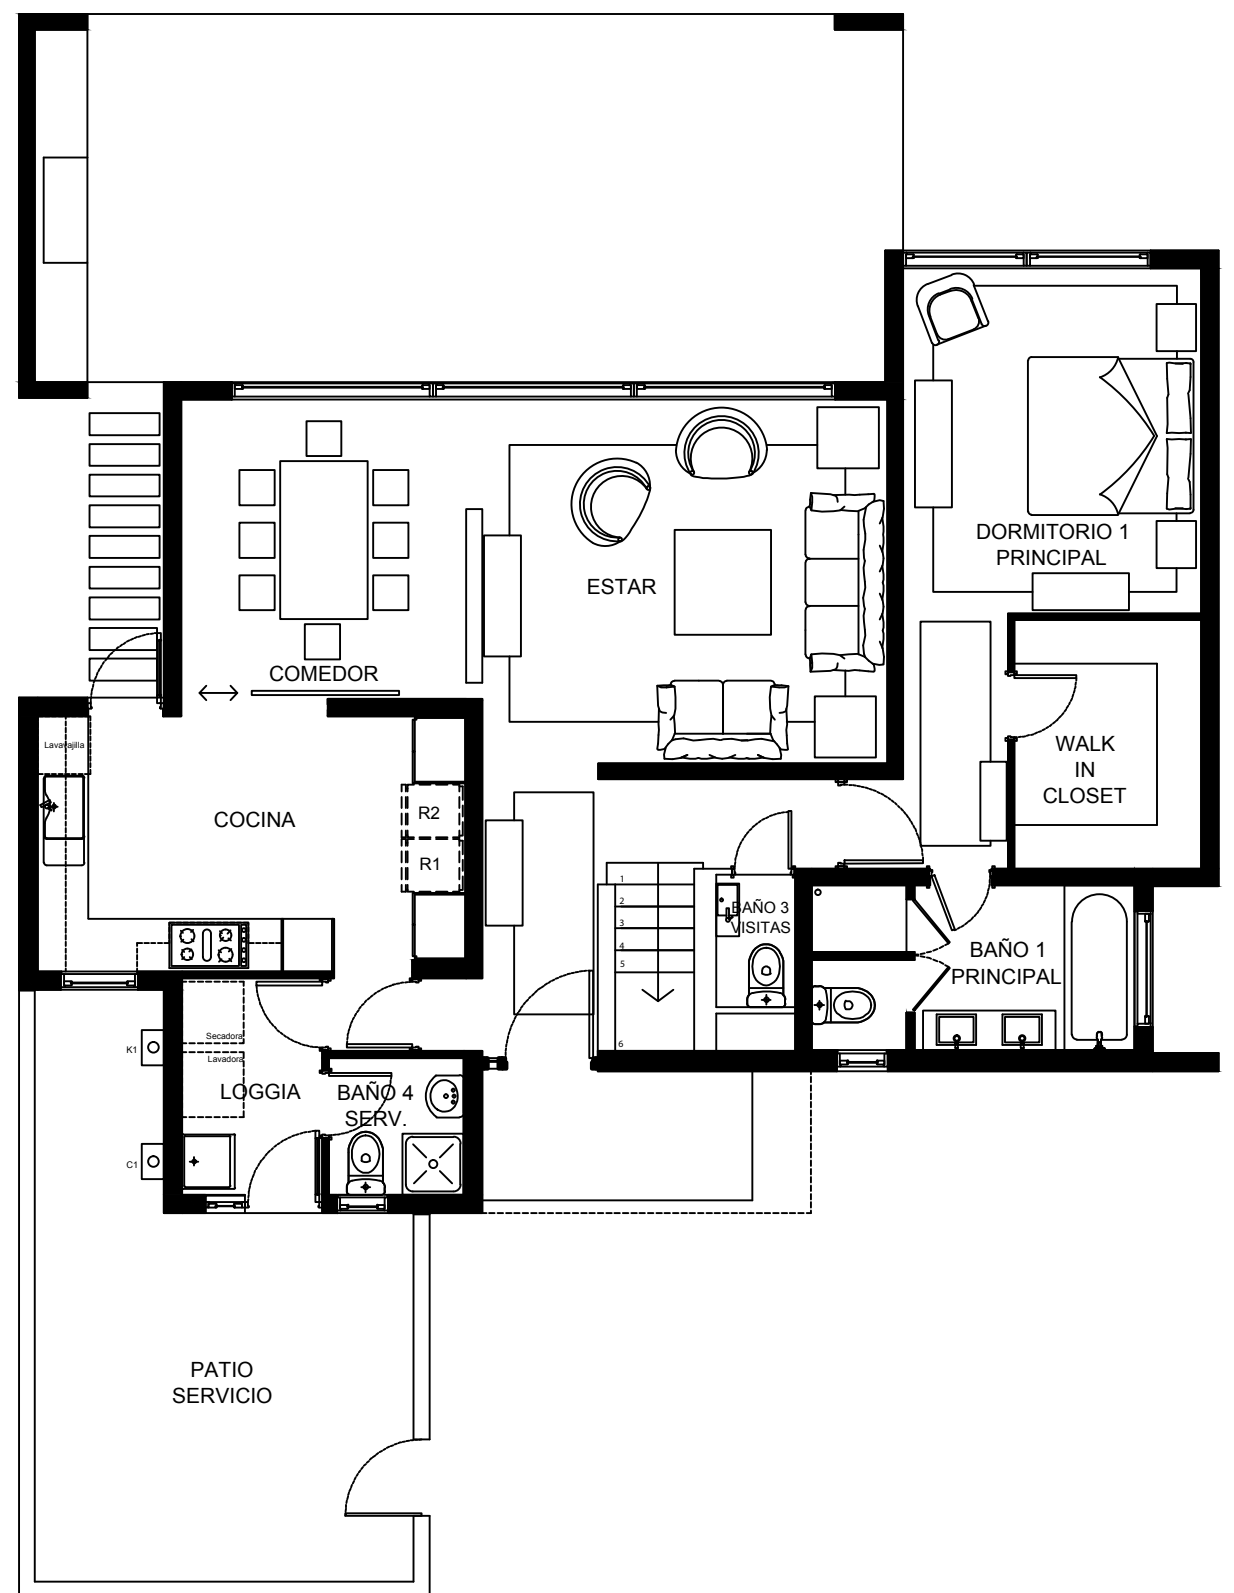 DORMITORIO 1
PRINCIPAL
ESTAR
COMEDOR
Lavavajilla
WALK
IN
CLOSET
COCINA
R2
R1
1
2
3
4
5
6
BAÑO 3
VISITAS
BAÑO 1
PRINCIPAL
Secadora
K1
Lavadora
LOGGIA
BAÑO 4
SERV.
C1
PATIO
SERVICIO